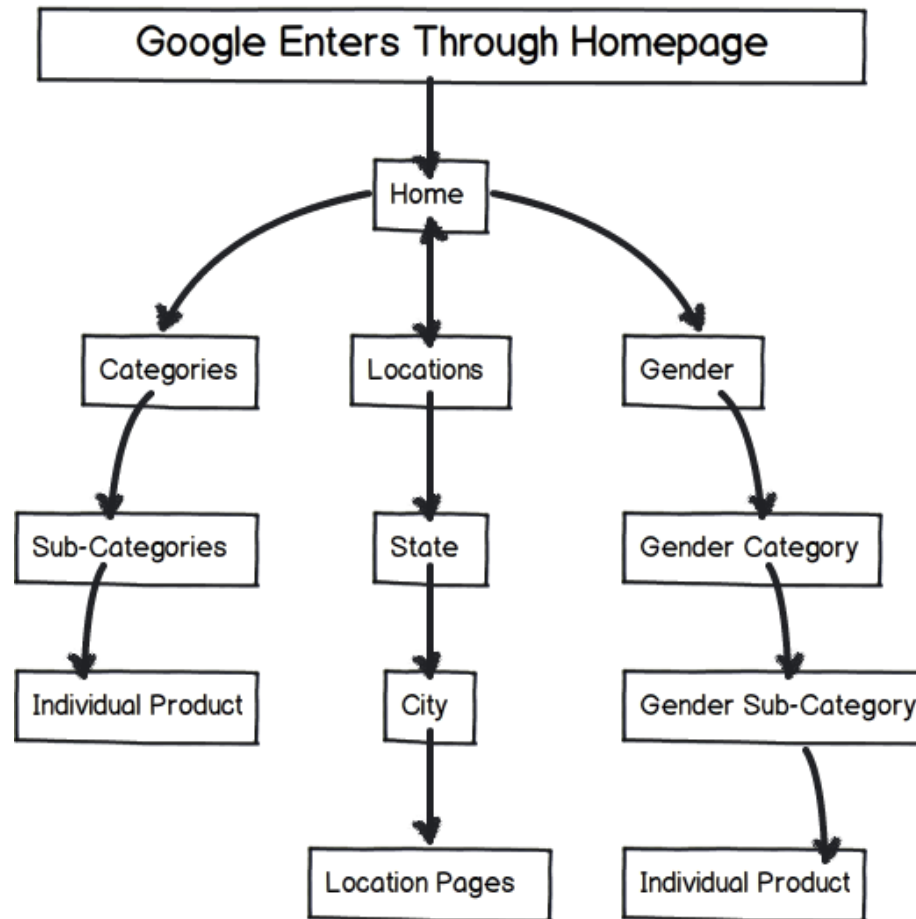 Google Enters Through Homepage
Home
Categories
Locations
Gender
Sub-Categories
State
Gender Category
Individual Product
City
Gender Sub-Category
Location Pages
Individual Product